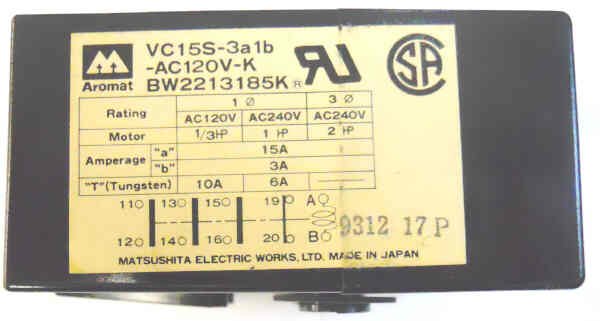 Aromat
VC15S-3a1b
-AC120V-K
BW2213185K ®
RU
CSA
Rating 1 Ø 3 Ø
AC120V AC240V AC240V
Motor 1/3HP 1 HP 2 HP
Amperage "a" 15A
"b" 3A
"T"(Tungsten) 10A 6A
11 13 15 19 A
12 14 16 20 B
9312 17 P
MATSUSHITA ELECTRIC WORKS, LTD. MADE IN JAPAN